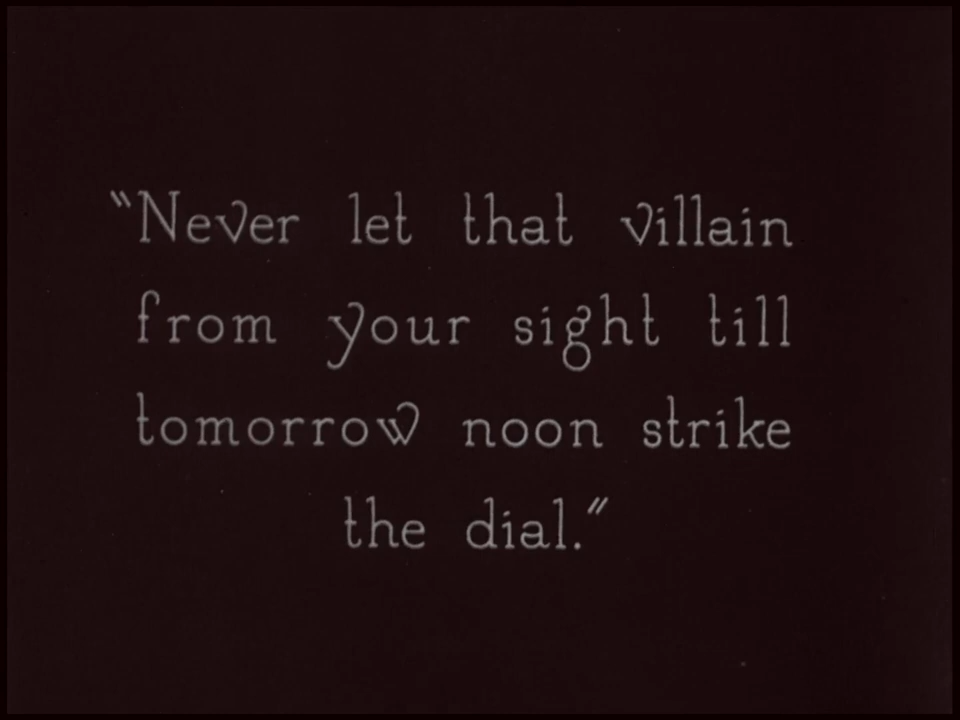 "Never let that villain
from your sight till
tomorrow noon strike
the dial."